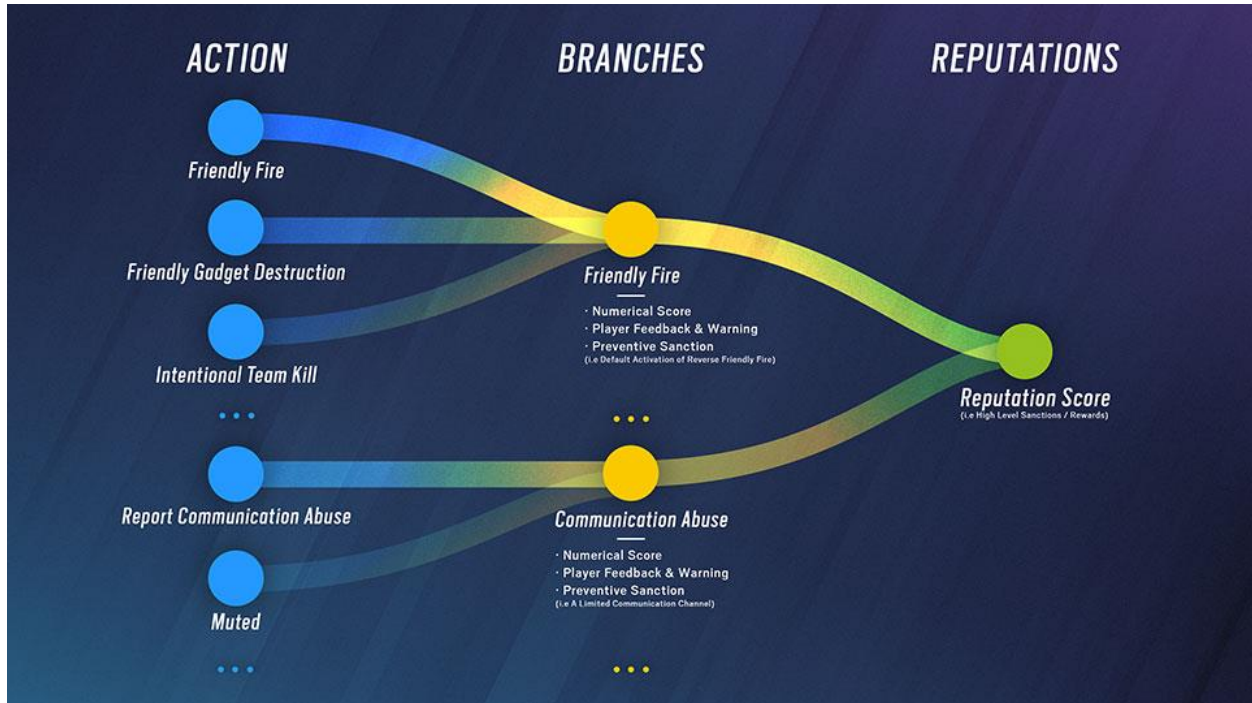 ACTION
BRANCHES
REPUTATIONS
Friendly Fire
Friendly Gadget Destruction
Intentional Team Kill
...
Report Communication Abuse
Muted
...
Friendly Fire
· Numerical Score
· Player Feedback & Warning
· Preventive Sanction
(i.e Default Activation of Reverse Friendly Fire)
...
Communication Abuse
· Numerical Score
· Player Feedback & Warning
· Preventive Sanction
(i.e A Limited Communication Channel)
...
Reputation Score
(i.e High Level Sanctions / Rewards)